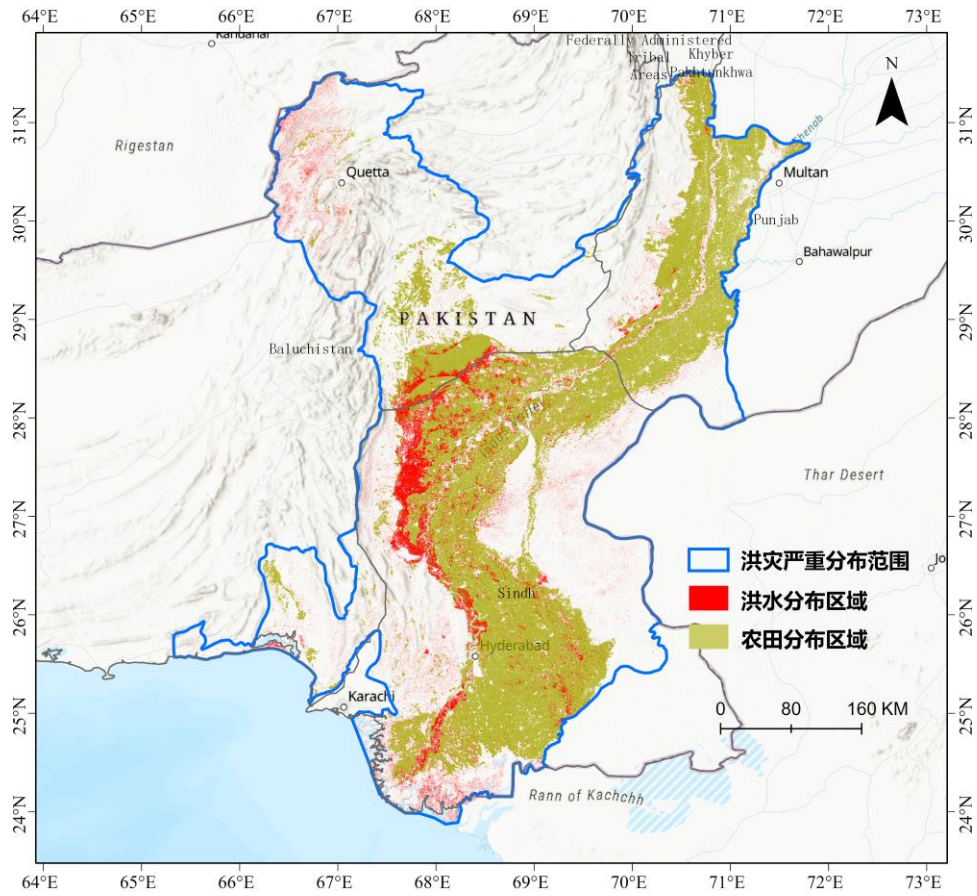 64°E 65°E 66°E 67°E 68°E 69°E 70°E 71°E 72°E 73°E
Kandahar
Federally Administered
Tribal
Areas
Khyber
Pakhtunkhwa
N
31°N
31°N
Rigestan
Chenab
Quetta
Multan
30°N
Punjab
30°N
Bahawalpur
29°N
PAKISTAN
29°N
Baluchistan
28°N
28°N
Thar Desert
27°N
27°N
洪灾严重分布范围
Jo
洪水分布区域
26°N
Sindh
26°N
农田分布区域
Hyderabad
25°N
Karachi
0 80 160 KM
25°N
24°N
Rann of Kachchh
24°N
64°E 65°E 66°E 67°E 68°E 69°E 70°E 71°E 72°E 73°E